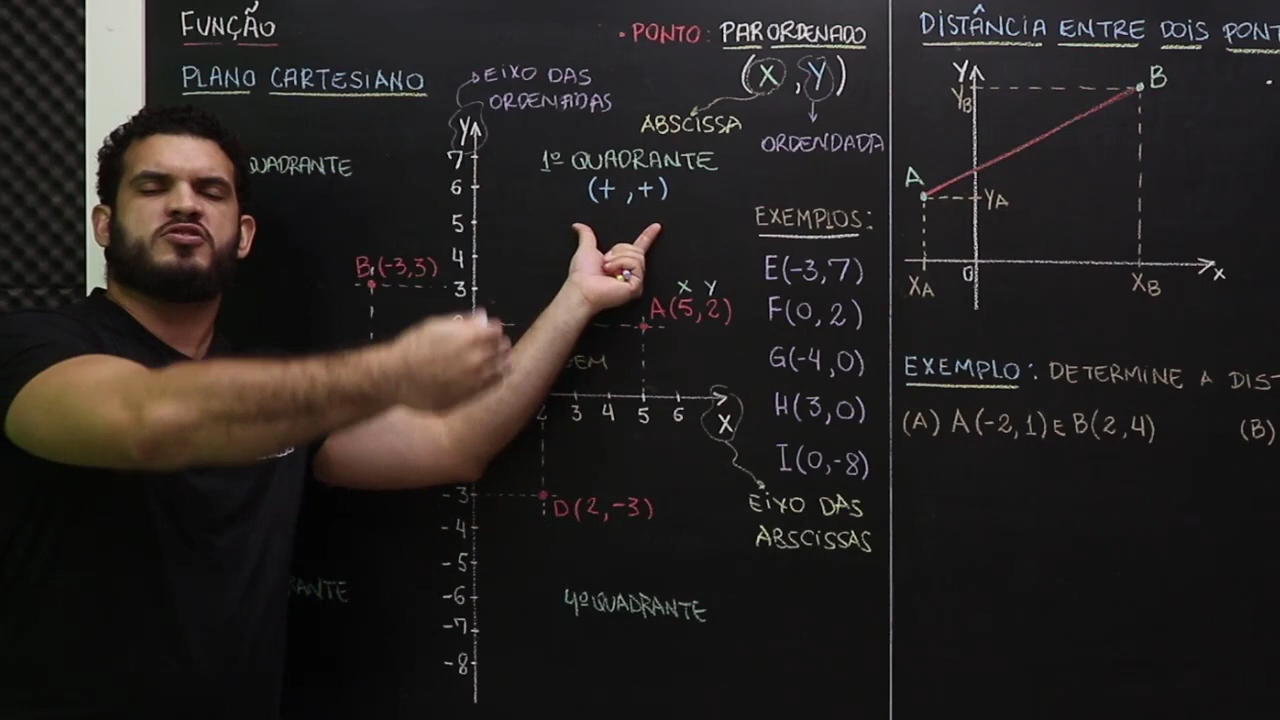 FUNÇÃO
PLANO CARTESIANO
EIXO DAS
ORDENADAS
• PONTO: PAR ORDENADO
(X, Y)
ABSCISSA
ORDENDADA
QUADRANTE
1º QUADRANTE
(+,+)
Y
7
6
5
4
3
B(-3,3)
X Y
A(5,2)
3 4 5 6
X
-3
-4
-5
-6
-7
-8
D(2,-3)
EIXO DAS
ABSCISSAS
4º QUADRANTE
EXEMPIOS:
E(-3,7)
F(0,2)
G(-4,0)
H(3,0)
I(0,-8)
DISTÂNCIA ENTRE DOIS PONT
Y
YB
B
A
YA
XA
0
XB
X
EXEMPLO: DETERMINE A DIST
(A) A(-2,1) E B(2,4)
(B)